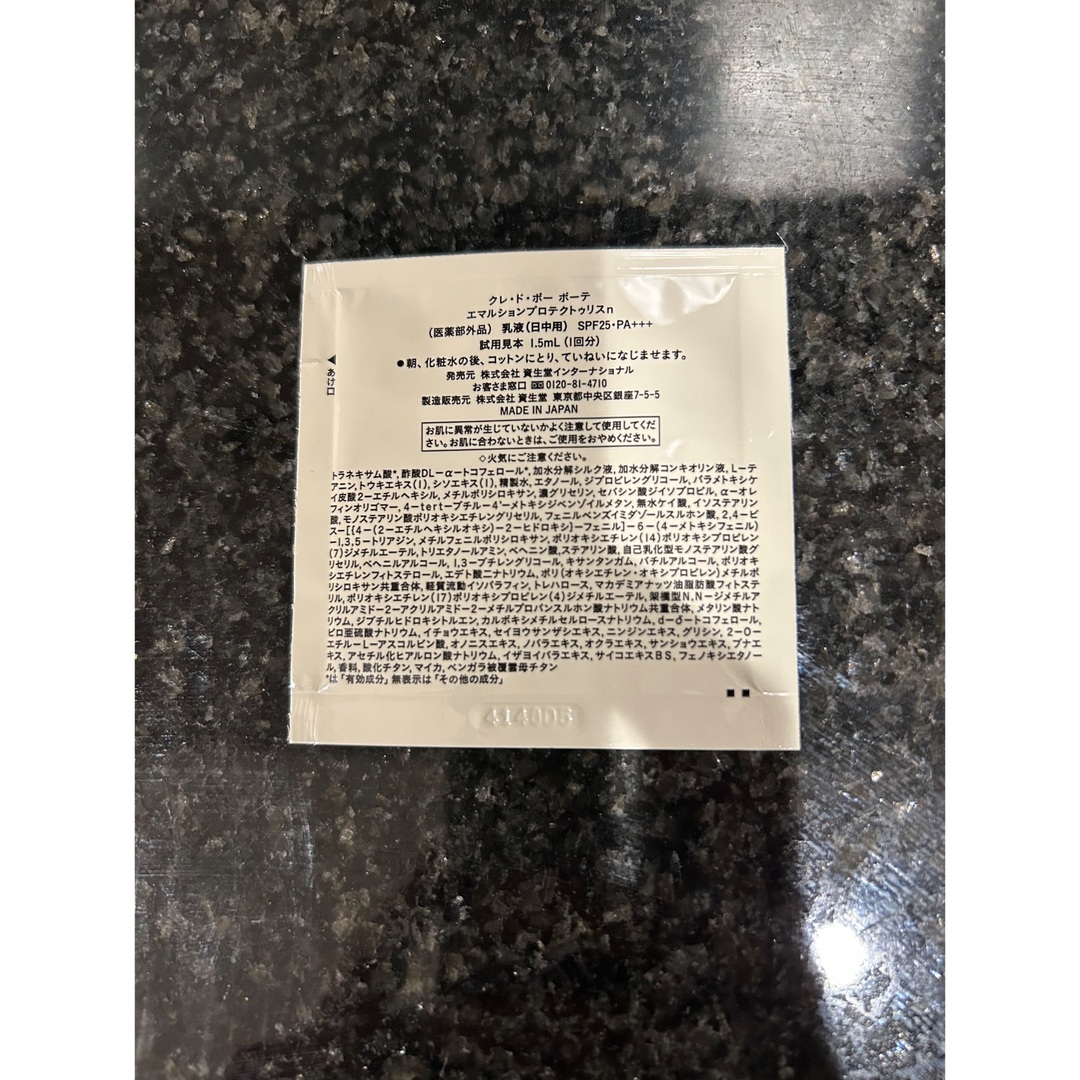 クレ・ド・ポー ボーテ
エマルションプロテクトゥリスn
(医薬部外品) 乳液(日中用) SPF25・PA+++
試用見本 1.5mL (1回分)
●朝、化粧水の後、コットンにとり、ていねいになじませます。
発売元 株式会社 資生堂インターナショナル
お客さま窓口 0120-81-4710
製造販売元 株式会社 資生堂 東京都中央区銀座7-5-5
MADE IN JAPAN
お肌に異常が生じていないかよく注意して使用してくだ
さい。お肌に合わないときは、ご使用をおやめください。
◇火気にご注意ください。
トラネキサム酸*, 酢酸DL-α-トコフェロール*, 加水分解シルク液, 加水分解コンキオリン液, L-テ
アニン, トウキエキス(1), シソエキス(1), 精製水, エタノール, ジプロピレングリコール, パラメトキシケ
イ皮酸2-エチルヘキシル, メチルポリシロキサン, 濃グリセリン, セバシン酸ジイソプロピル, α-オレ
フィンオリゴマー, 4-tert-ブチル-4'-メトキシジベンゾイルメタン, 無水ケイ酸, イソステアリン
酸, モノステアリン酸ポリオキシエチレングリセリル, フェニルベンズイミダゾールスルホン酸, 2,4-ビ
ス-[{4-(2-エチルヘキシルオキシ)-2-ヒドロキシ}-フェニル]-6-(4-メトキシフェニル)
-1,3,5-トリアジン, メチルフェニルポリシロキサン, ポリオキシエチレン(14)ポリオキシプロピレン
(7)ジメチルエーテル, トリエタノールアミン, ベヘニン酸, ステアリン酸, 自己乳化型モノステアリン酸グ
リセリル, ベヘニルアルコール, 1,3-ブチレングリコール, キサンタンガム, バチルアルコール, ポリオキ
シエチレンフィトステロール, エデト酸二ナトリウム, ポリ(オキシエチレン・オキシプロピレン)メチルポ
リシロキサン共重合体, 軽質流動イソパラフィン, トレハロース, マカデミアナッツ油脂肪酸フィトステ
リル, ポリオキシエチレン(17)ポリオキシプロピレン(4)ジメチルエーテル, 架橋型N,N-ジメチルア
クリルアミド-2-アクリルアミド-2-メチルプロパンスルホン酸ナトリウム共重合体, メタリン酸ナト
リウム, ジブチルヒドロキシトルエン, カルボキシメチルセルロースナトリウム, d-δ-トコフェロール,
ピロ亜硫酸ナトリウム, イチョウエキス, セイヨウサンザシエキス, ニンジンエキス, グリシン, 2-O-
エチル-L-アスコルビン酸, オノニスエキス, ノバラエキス, オクラエキス, サンショウエキス, ブナエ
キス, アセチル化ヒアルロン酸ナトリウム, イザヨイバラエキス, サイコエキスBS, フェノキシエタノー
ル, 香料, 酸化チタン, マイカ, ベンガラ被覆雲母チタン
*は「有効成分」 無表示は「その他の成分」
◀あけ口